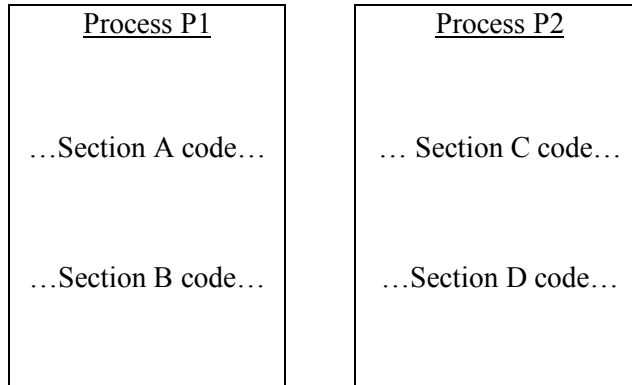 Process P1
…Section A code…
…Section B code…
Process P2
… Section C code…
…Section D code…